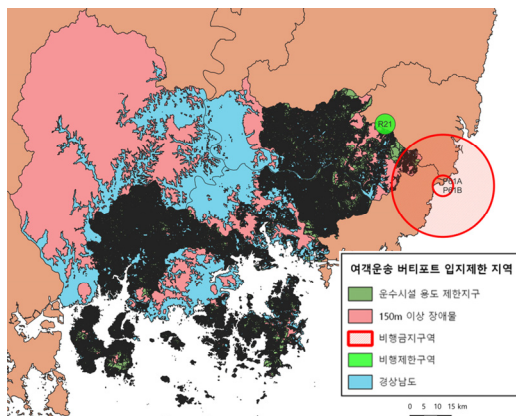 R21
P61A
P61B
여객운송 버티포트 입지제한 지역
운수시설 용도 제한지구
150m 이상 장애물
비행금지구역
비행제한구역
경상남도
0 5 10 15 km